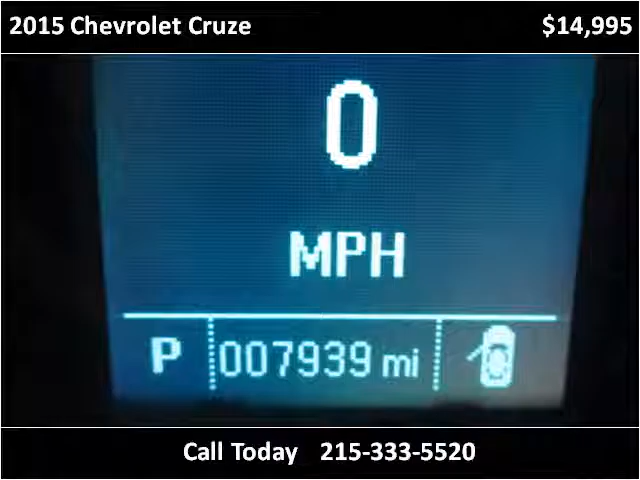 2015 Chevrolet Cruze $14,995
0
MPH
P 007939 mi
Call Today 215-333-5520